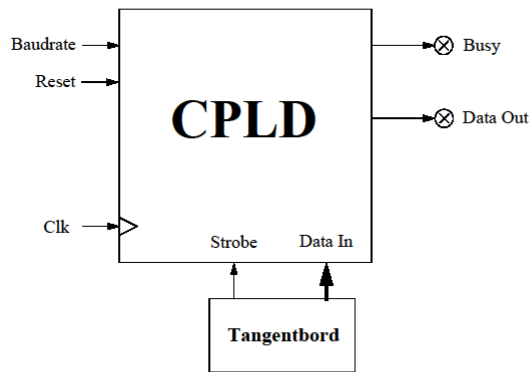 Baudrate
Busy
Reset
CPLD
Data Out
Clk
Strobe
Data In
Tangentbord